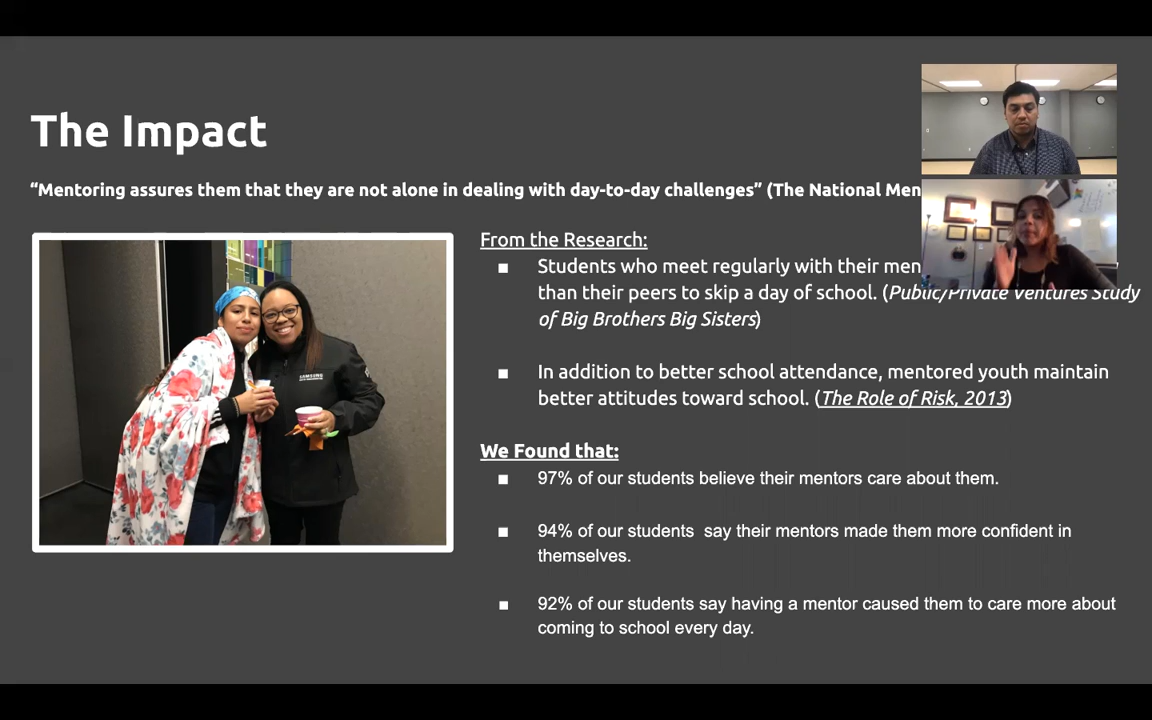 The Impact
“Mentoring assures them that they are not alone in dealing with day-to-day challenges” (The National Men
From the Research:
■ Students who meet regularly with their men
than their peers to skip a day of school. (Public/Private Ventures Study
of Big Brothers Big Sisters)
■ In addition to better school attendance, mentored youth maintain
better attitudes toward school. (The Role of Risk, 2013)
SAMSUNG
We Found that:
■ 97% of our students believe their mentors care about them.
■ 94% of our students  say their mentors made them more confident in
themselves.
■ 92% of our students say having a mentor caused them to care more about
coming to school every day.